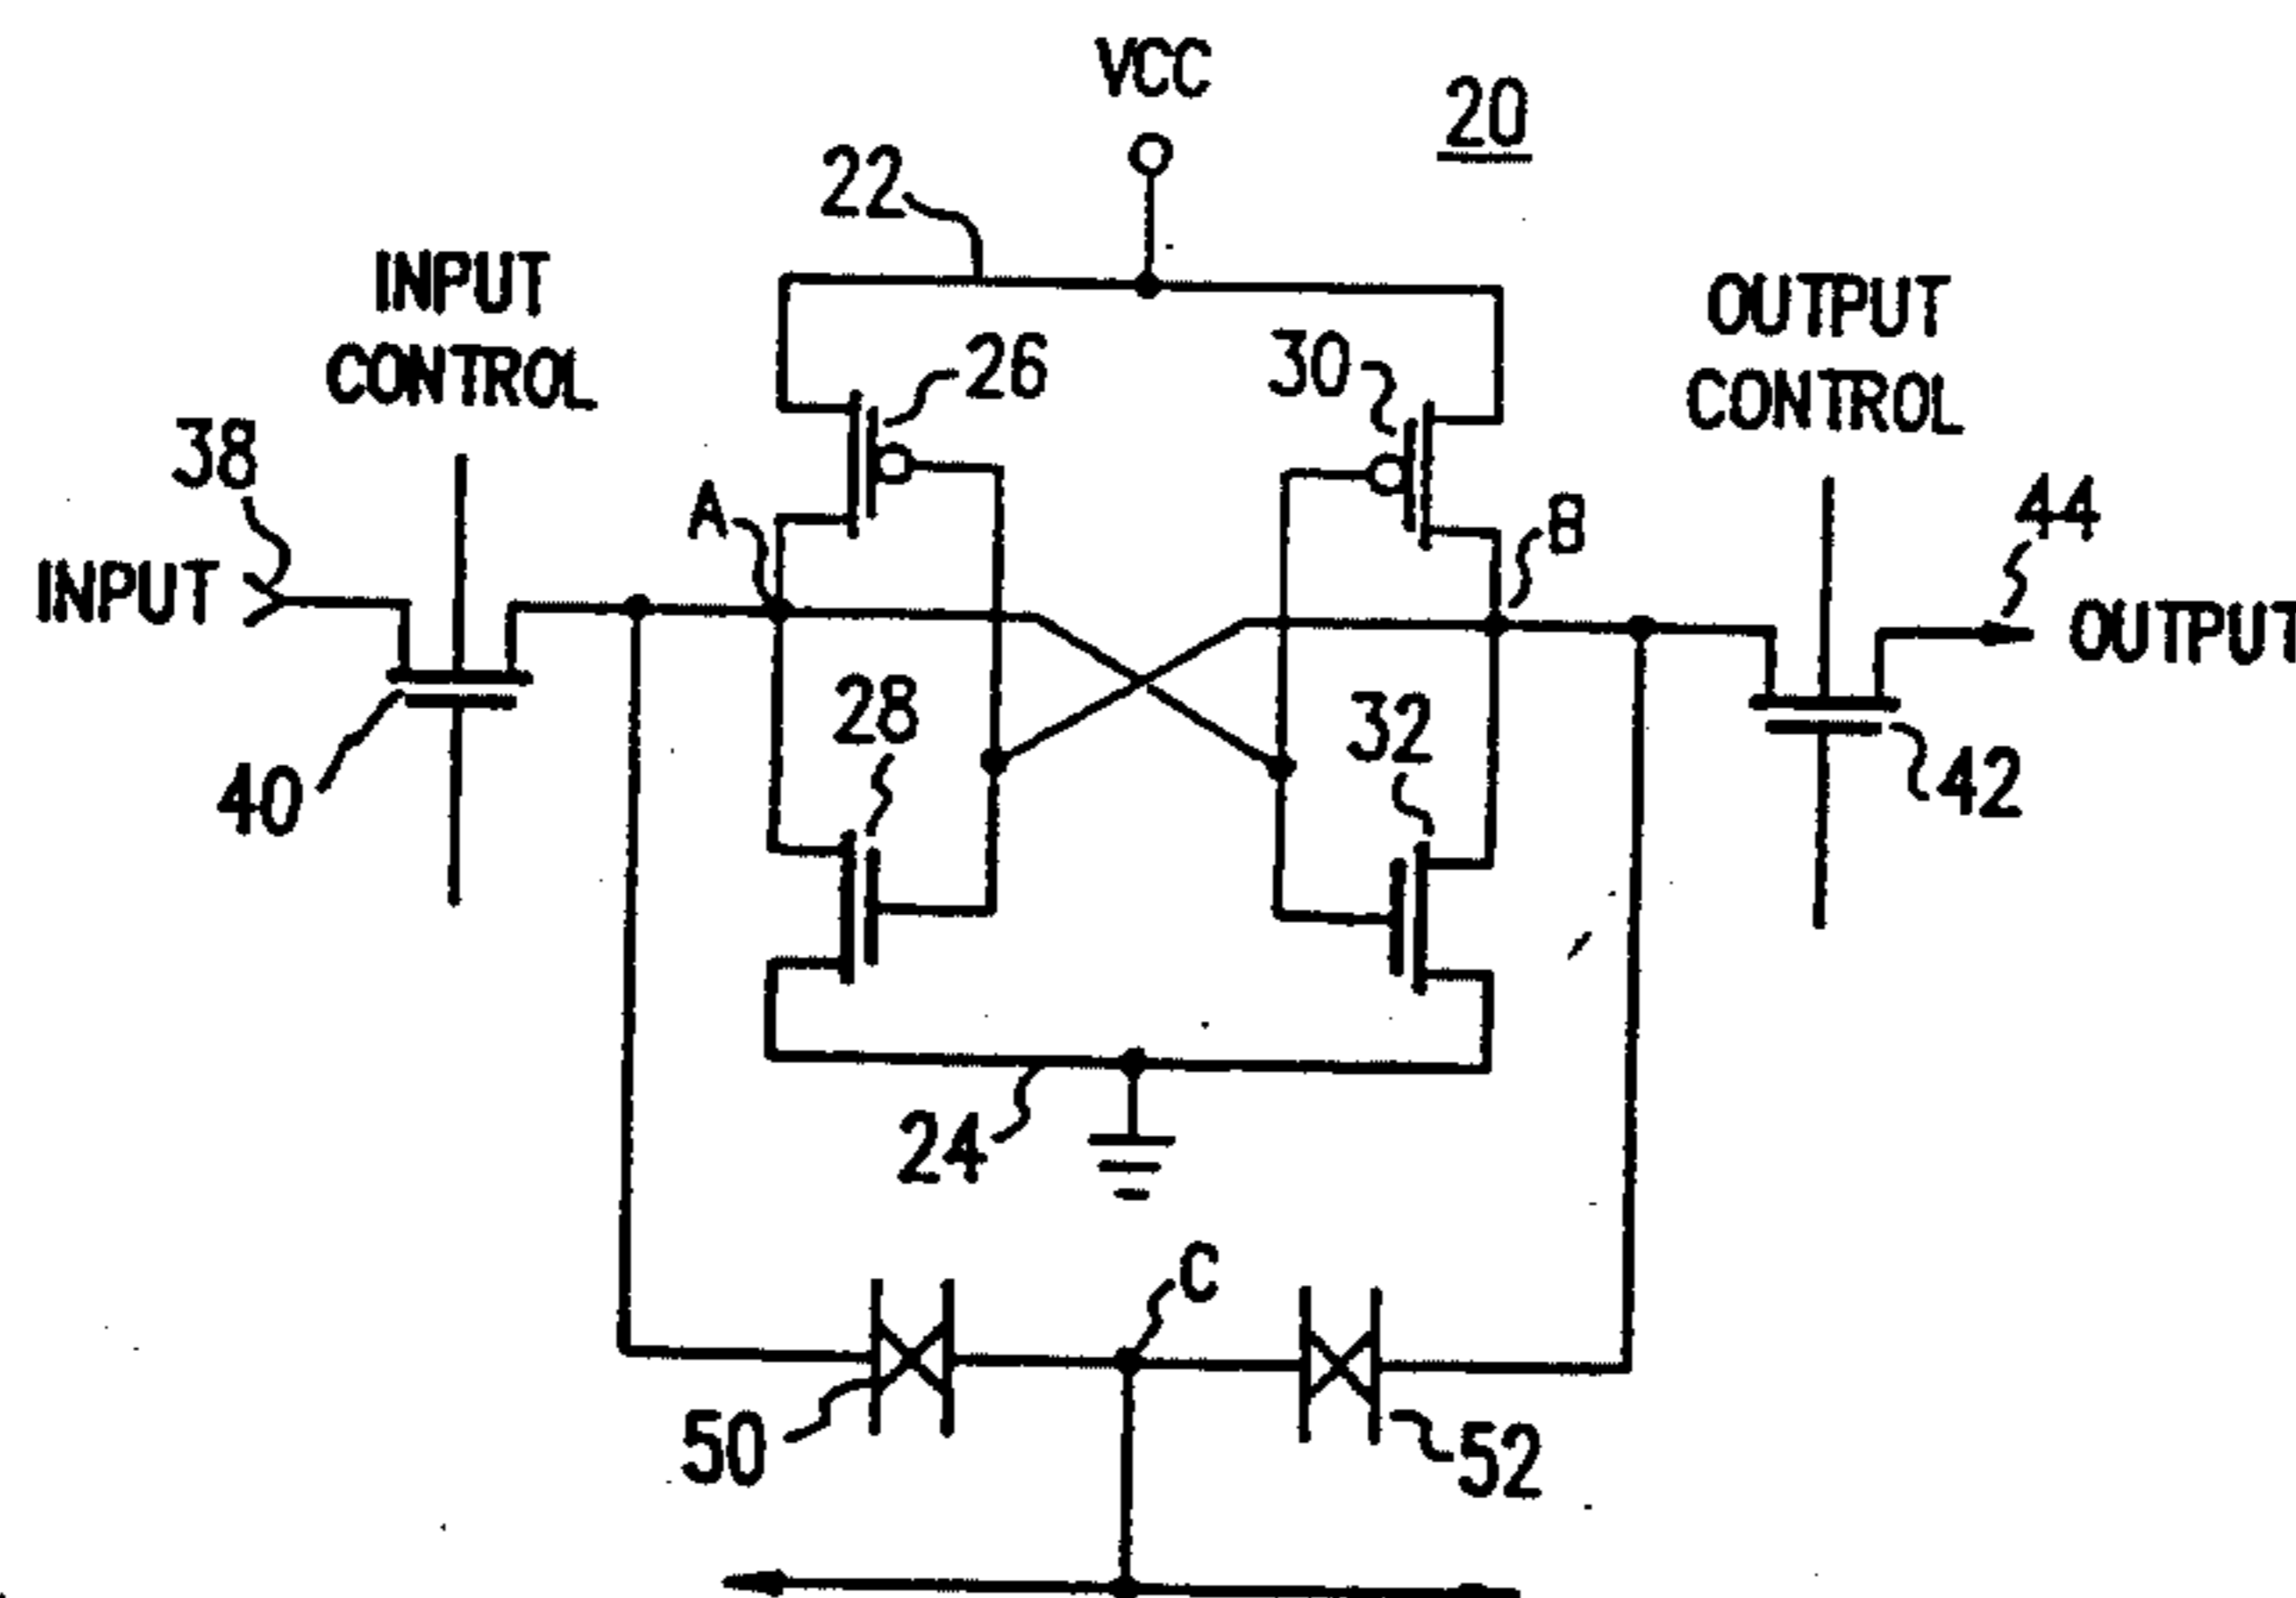 VCC
20
22
INPUT
CONTROL
OUTPUT
CONTROL
26
30
38
A
B
44
INPUT
OUTPUT
28
32
40
42
24
C
50
52